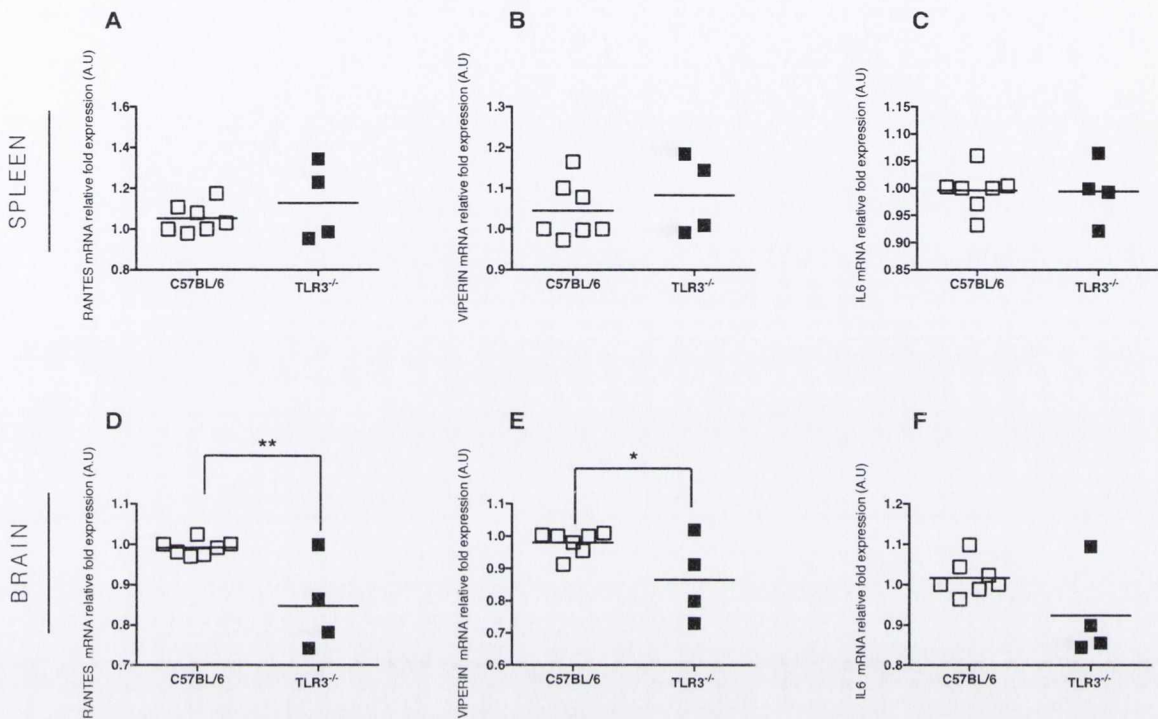 A
B
C
SPLEEN
RANTES mRNA relative fold expression (A.U)
1.6
1.4
1.2
1.0
0.8
C57BL/6
TLR3-/-
VIPERIN mRNA relative fold expression (A.U)
1.3
1.2
1.1
1.0
0.9
C57BL/6
TLR3-/-
IL6 mRNA relative fold expression (A.U)
1.15
1.10
1.05
1.00
0.95
0.90
0.85
C57BL/6
TLR3-/-
D
E
F
BRAIN
RANTES mRNA relative fold expression (A.U)
**
1.1
1.0
0.9
0.8
0.7
C57BL/6
TLR3-/-
VIPERIN mRNA relative fold expression (A.U)
*
1.1
1.0
0.9
0.8
0.7
0.6
C57BL/6
TLR3-/-
IL6 mRNA relative fold expression (A.U)
1.2
1.1
1.0
0.9
0.8
C57BL/6
TLR3-/-